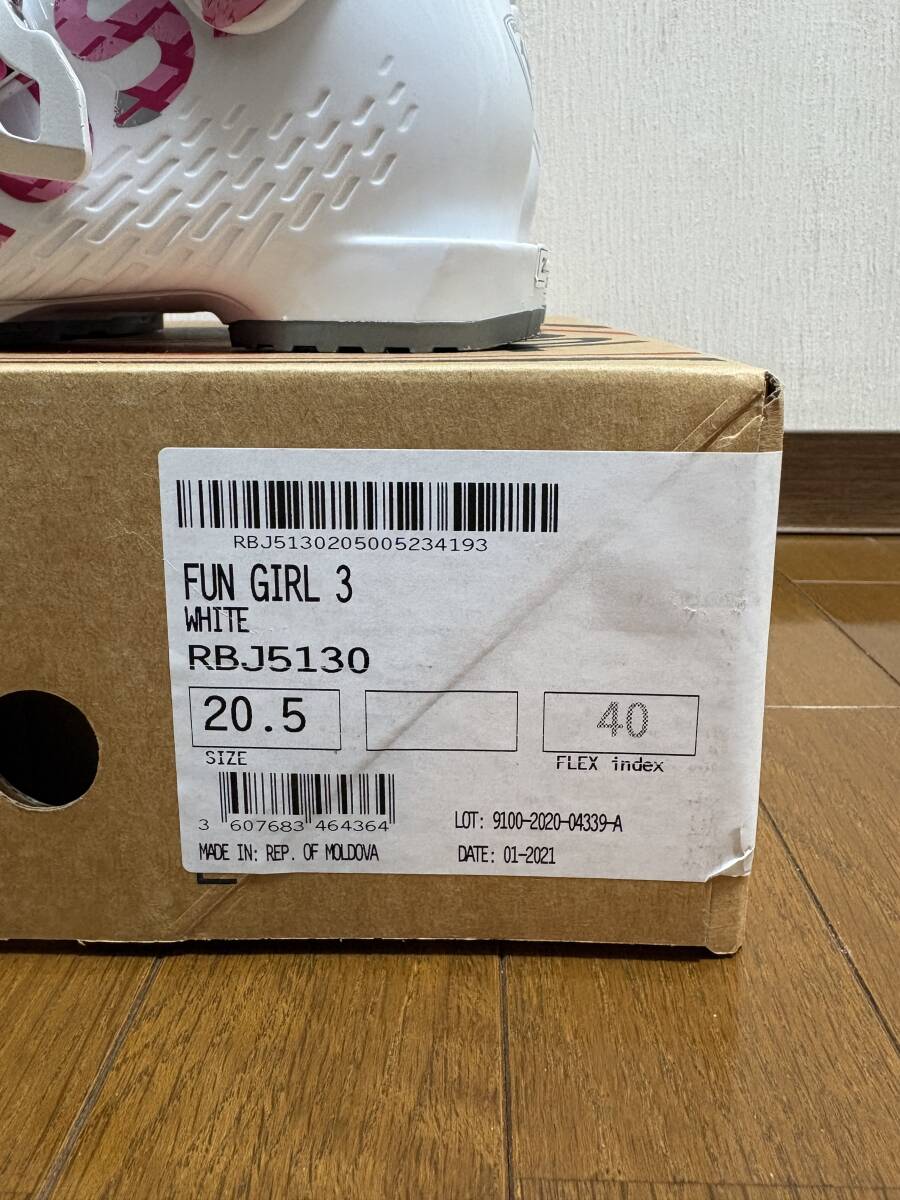 RBJ5130205005234193
FUN GIRL 3
WHITE
RBJ5130
20.5
40
SIZE
FLEX index
3 607683 464364
LOT: 9100-2020-04339-A
MADE IN: REP. OF MOLDOVA
DATE: 01-2021